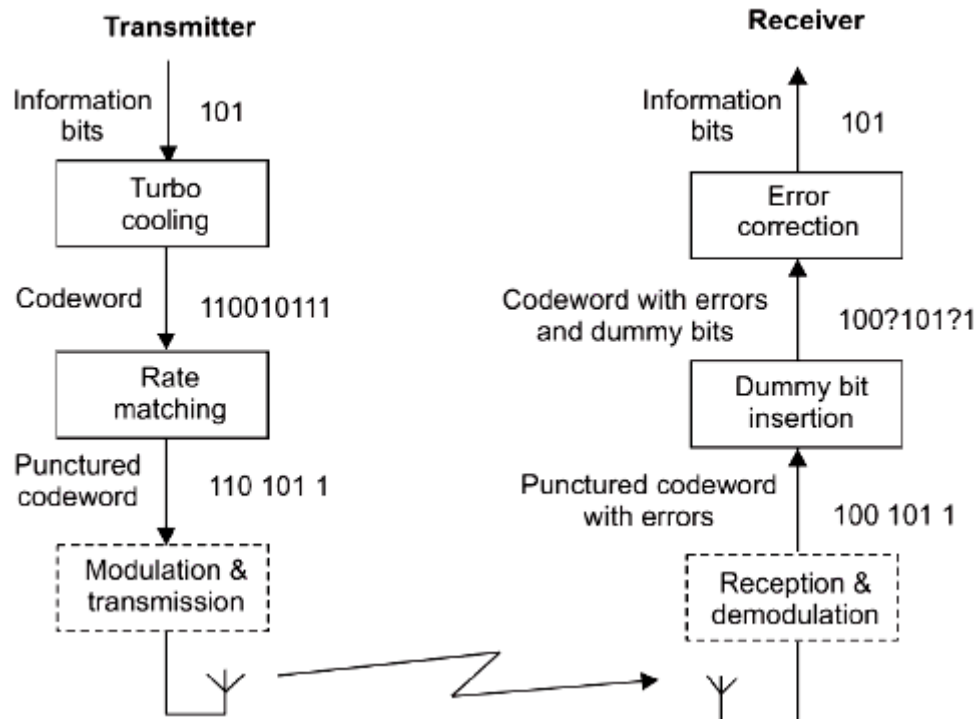 Transmitter
Information
bits
101
Turbo
cooling
Codeword
110010111
Rate
matching
Punctured
codeword
110 101 1
Modulation &
transmission
Receiver
Information
bits
101
Error
correction
Codeword with errors
and dummy bits
100?101?1
Dummy bit
insertion
Punctured codeword
with errors
100 101 1
Reception &
demodulation